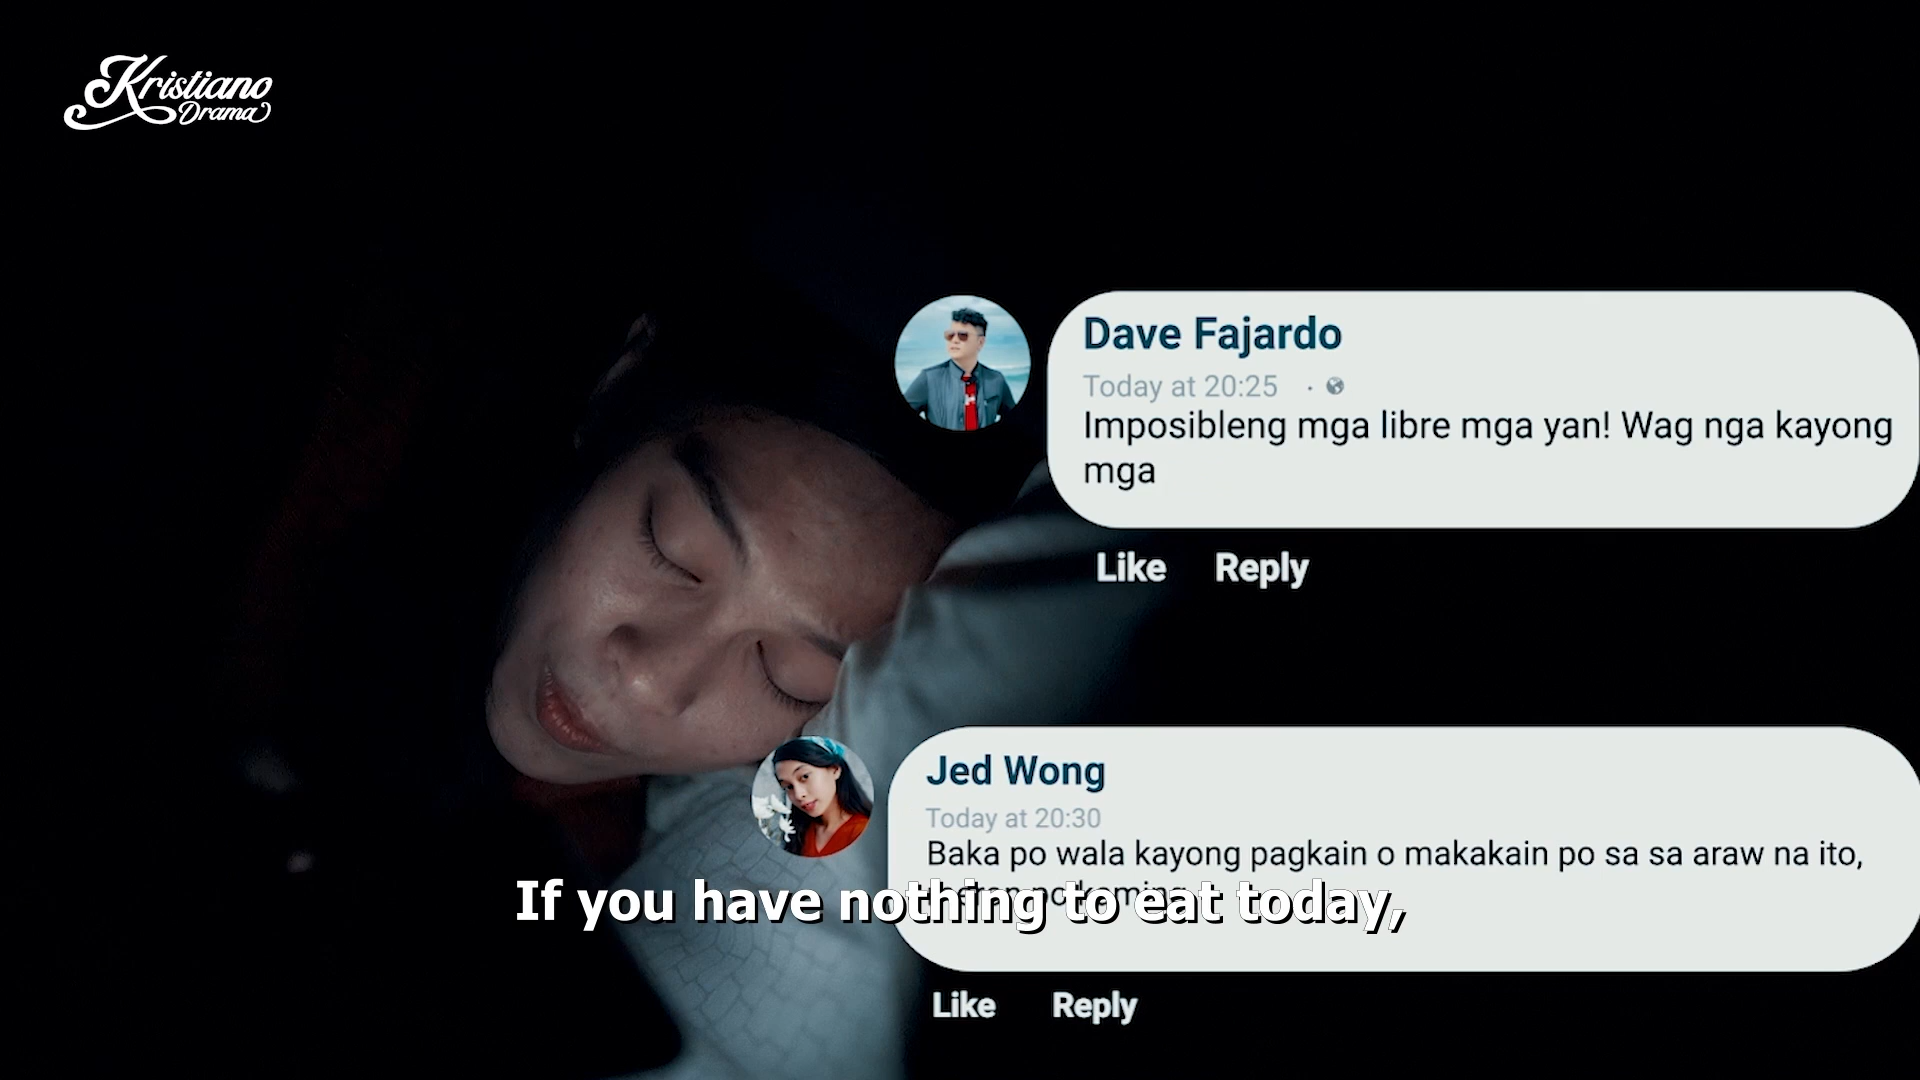 Kristiano
Drama
Dave Fajardo
Today at 20:25
Imposibleng mga libre mga yan! Wag nga kayong
mga
Like Reply
Jed Wong
Today at 20:30
Baka po wala kayong pagkain o makakain po sa sa araw na ito,
If you have nothing to eat today,
Like Reply